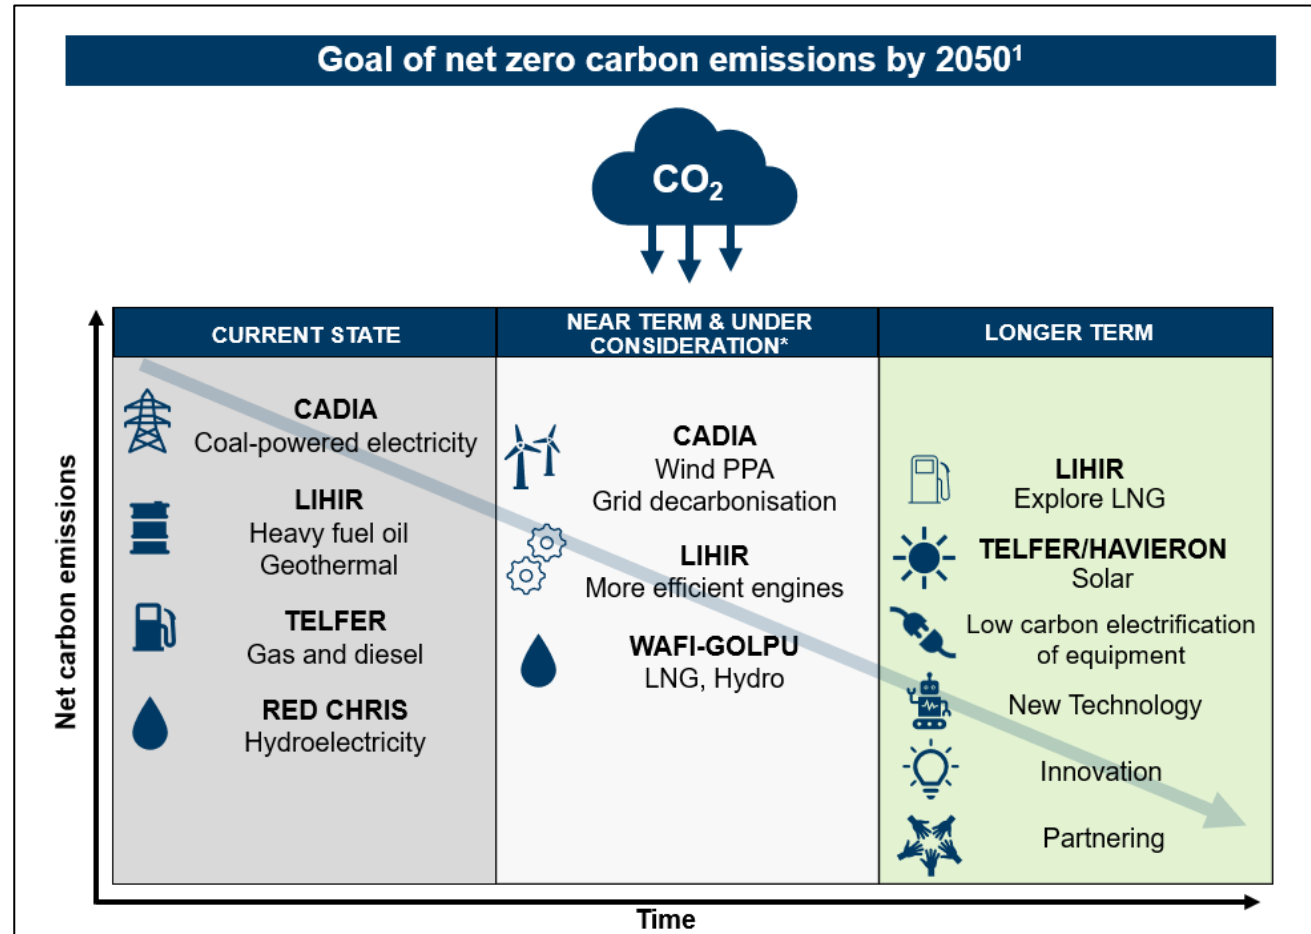 Goal of net zero carbon emissions by 2050¹
CO₂
Net carbon emissions
CURRENT STATE
CADIA
Coal-powered electricity
LIHIR
Heavy fuel oil
Geothermal
TELFER
Gas and diesel
RED CHRIS
Hydroelectricity
NEAR TERM & UNDER
CONSIDERATION*
CADIA
Wind PPA
Grid decarbonisation
LIHIR
More efficient engines
WAFI-GOLPU
LNG, Hydro
LONGER TERM
LIHIR
Explore LNG
TELFER/HAVIERON
Solar
Low carbon electrification
of equipment
New Technology
Innovation
Partnering
Time